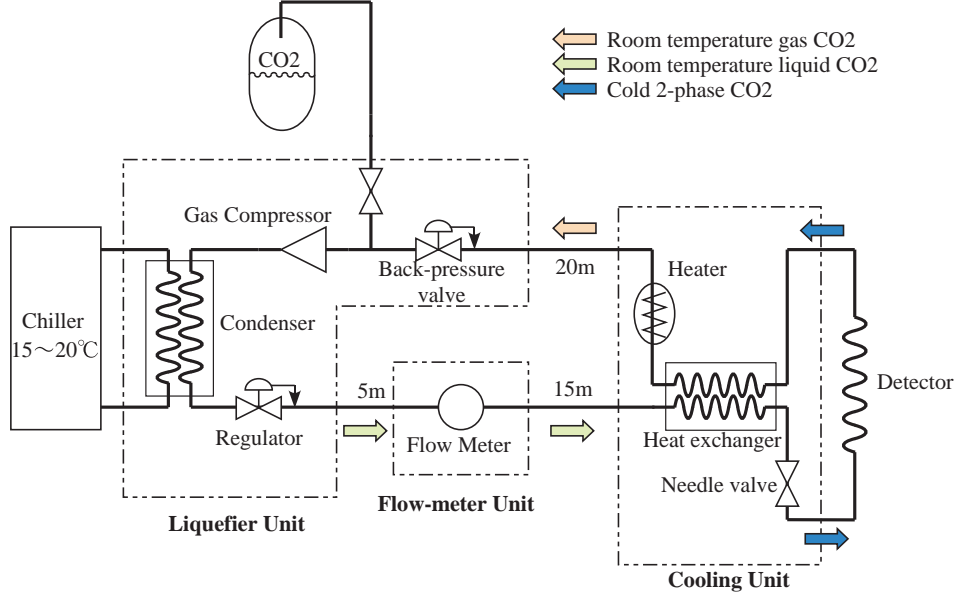 CO2
Room temperature gas CO2
Room temperature liquid CO2
Cold 2-phase CO2
Gas Compressor
Back-pressure
valve
20m
Heater
Chiller
15～20℃
Condenser
Detector
5m
15m
Regulator
Flow Meter
Heat exchanger
Needle valve
Flow-meter Unit
Liquefier Unit
Cooling Unit